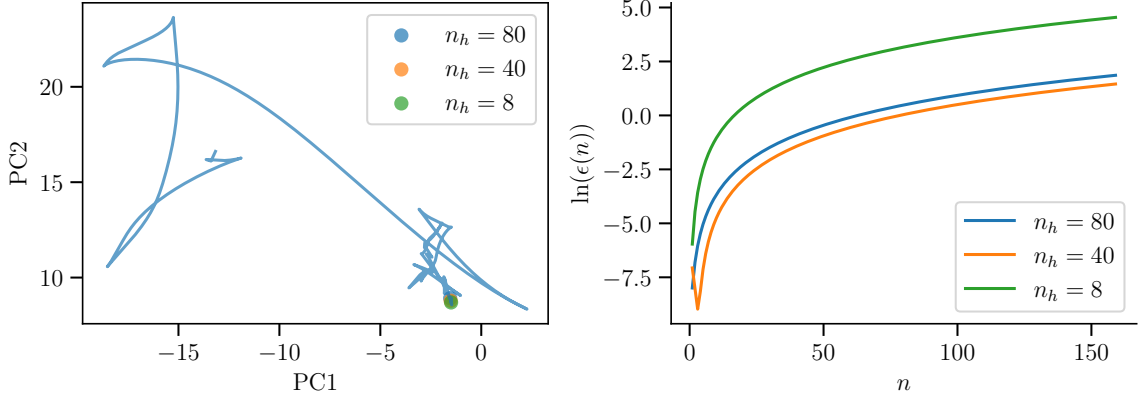 n_h = 80
n_h = 40
n_h = 8
20
15
10
PC2
−15
−10
−5
0
PC1
5.0
2.5
0.0
−2.5
−5.0
−7.5
ln(ϵ(n))
n_h = 80
n_h = 40
n_h = 8
0
50
100
150
n